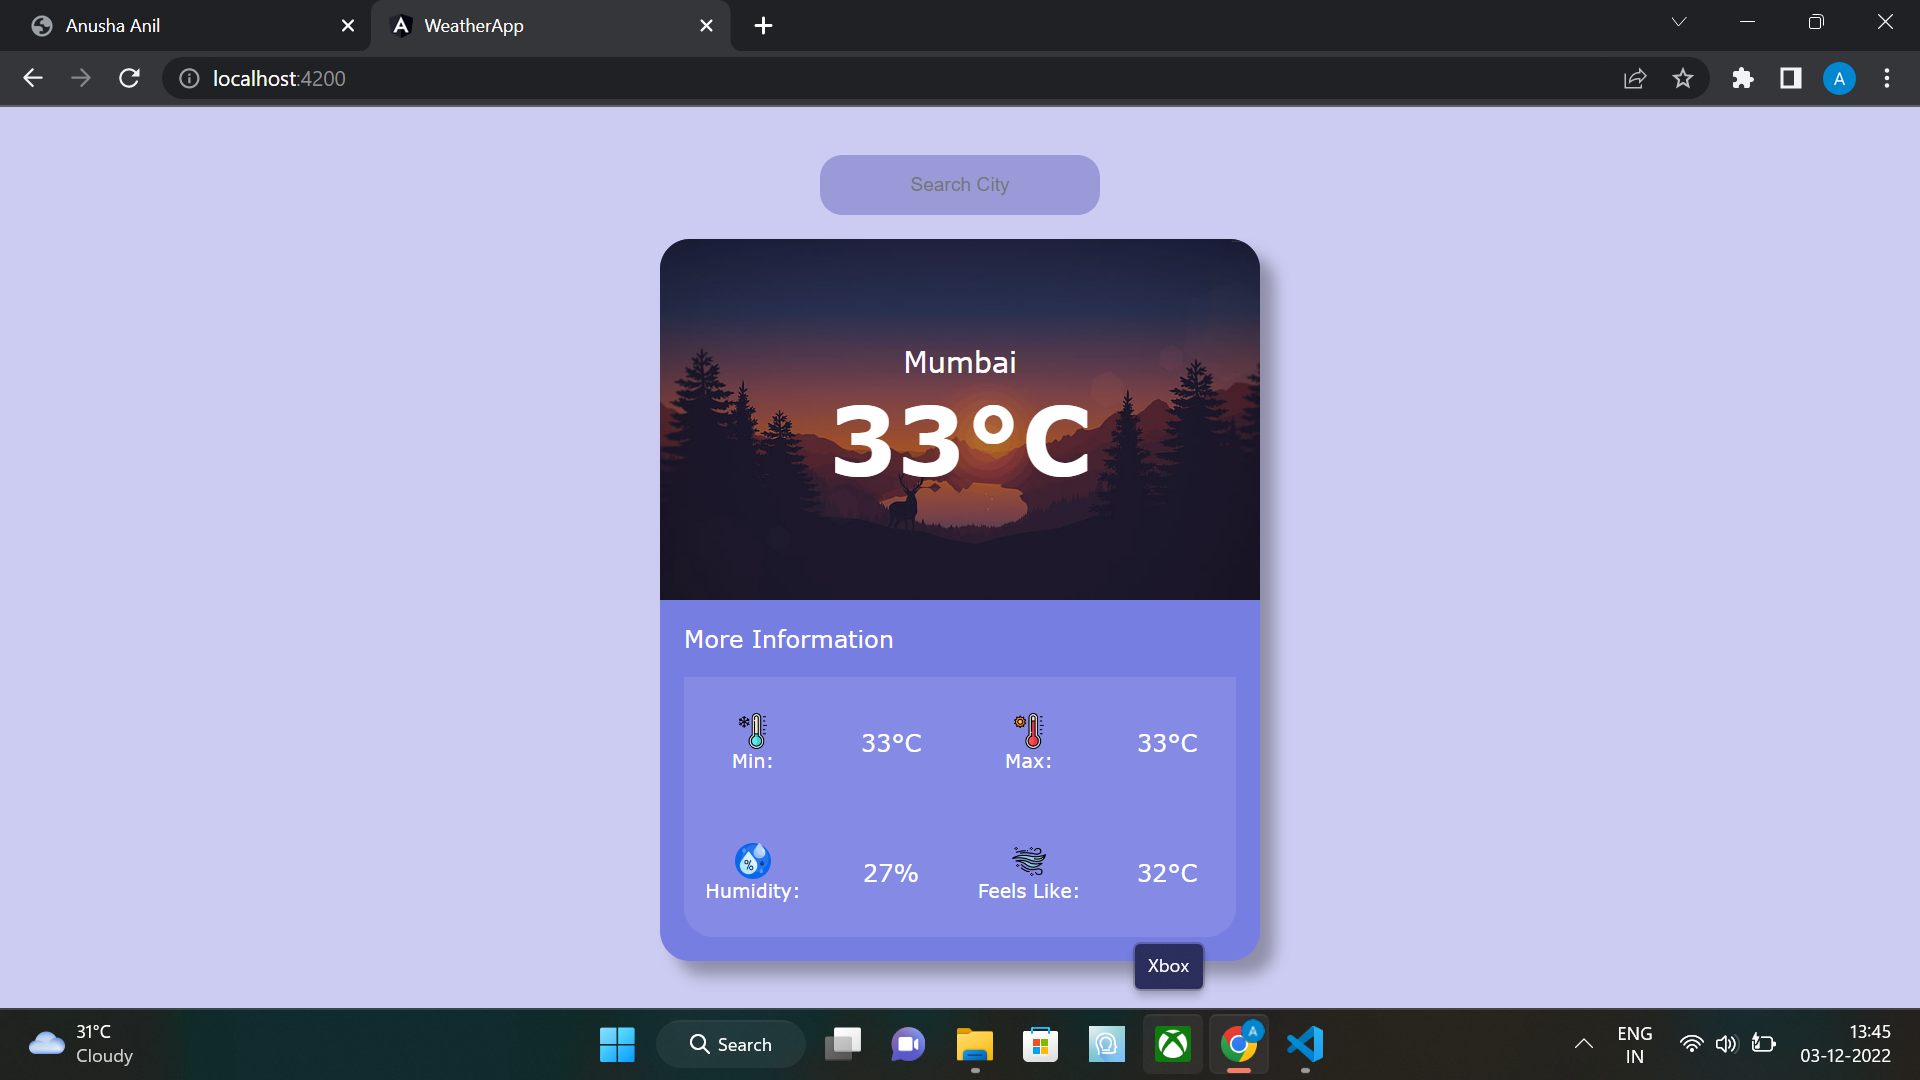 Anusha Anil
WeatherApp
localhost:4200
A
Search City
Mumbai
33°C
More Information
Min:
33°C
Max:
33°C
%
Humidity:
27%
Feels Like:
32°C
Xbox
31°C
Cloudy
Search
A
ENG
IN
13:45
03-12-2022